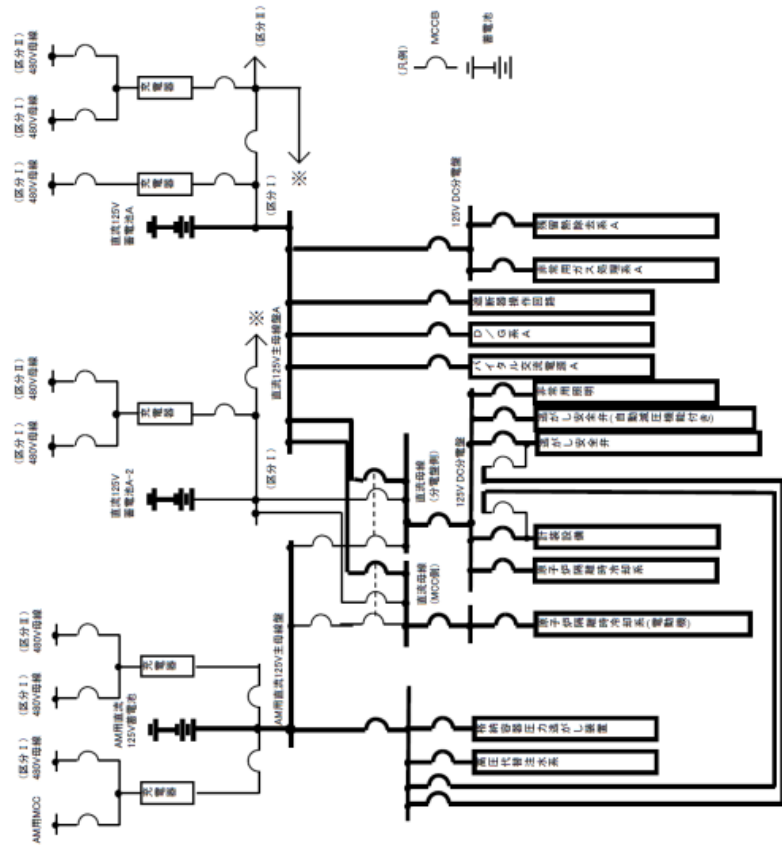 (区分Ⅱ)
480V母線
(区分Ⅰ)
480V母線
(区分Ⅰ)
480V母線
充電器
充電器
(区分Ⅱ)
(区分Ⅰ)
※
直流125V
蓄電池A
(凡例)
MCCB
蓄電池
直流125V主母線盤A
125V DC分電盤
残留熱除去系A
非常用ガス処理系A
遮断器操作回路
D/G系A
バイタル交流電源A
(区分Ⅱ)
480V母線
(区分Ⅰ)
480V母線
充電器
※
(区分Ⅰ)
直流125V
蓄電池A-2
直流母線
(分電盤側)
125V DC分電盤
非常用照明
逃がし安全弁(自動減圧機能付き)
逃がし安全弁
計装設備
原子炉隔離時冷却系
直流母線
(MCC側)
原子炉隔離時冷却系(電動機)
(区分Ⅱ)
480V母線
(区分Ⅰ)
480V母線
(区分Ⅰ)
480V母線
AM用MCC
充電器
充電器
AM用直流
125V蓄電池
AM用直流125V主母線盤
格納容器圧力逃がし装置
高圧代替注水系